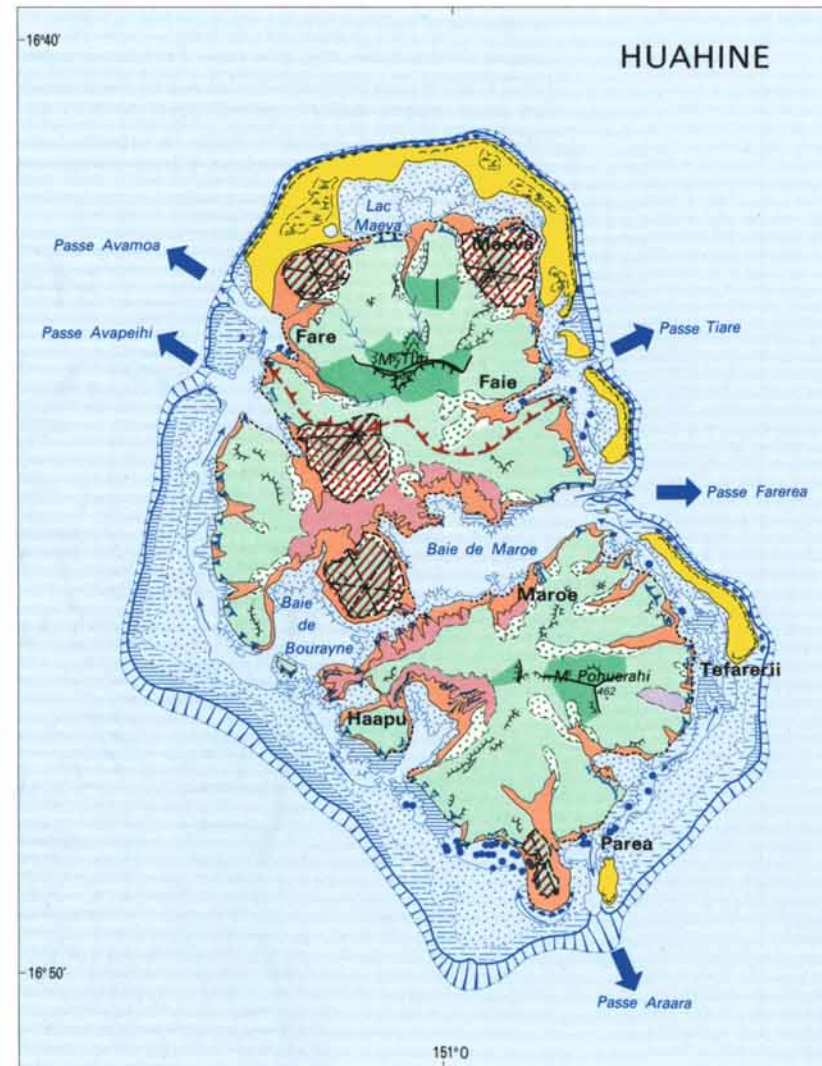 16°40'
HUAHINE
Lac
Maeva
Maeva
Passe Avamoa
Passe Avapeihi
Fare
Passe Tiare
Faie
Passe Farerea
Baie de Maroe
Baie
de
Bourayne
Maroe
Tefarerii
Mt Pohuerahi
462
Haapu
Parea
16°50'
Passe Araara
151°0